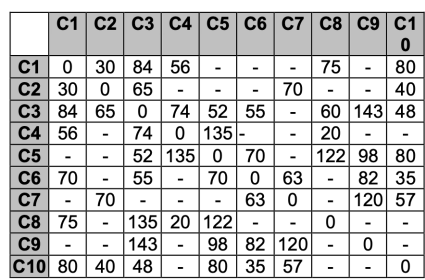 C1 C2 C3 C4 C5 C6 C7 C8 C9 C1
0
C1 0 30 84 56 - - - 75 - 80
C2 30 0 65 - - - 70 - - 40
C3 84 65 0 74 52 55 - 60 143 48
C4 56 - 74 0 135 - - 20 - -
C5 - - 52 135 0 70 - 122 98 80
C6 70 - 55 - 70 0 63 - 82 35
C7 - 70 - - - 63 0 - 120 57
C8 75 - 135 20 122 - - 0 - -
C9 - - 143 - 98 82 120 - 0 -
C10 80 40 48 - 80 35 57 - - 0